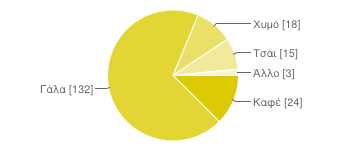 Χυμό [18]
Τσάι [15]
Άλλο [3]
Γάλα [132]
Καφέ [24]